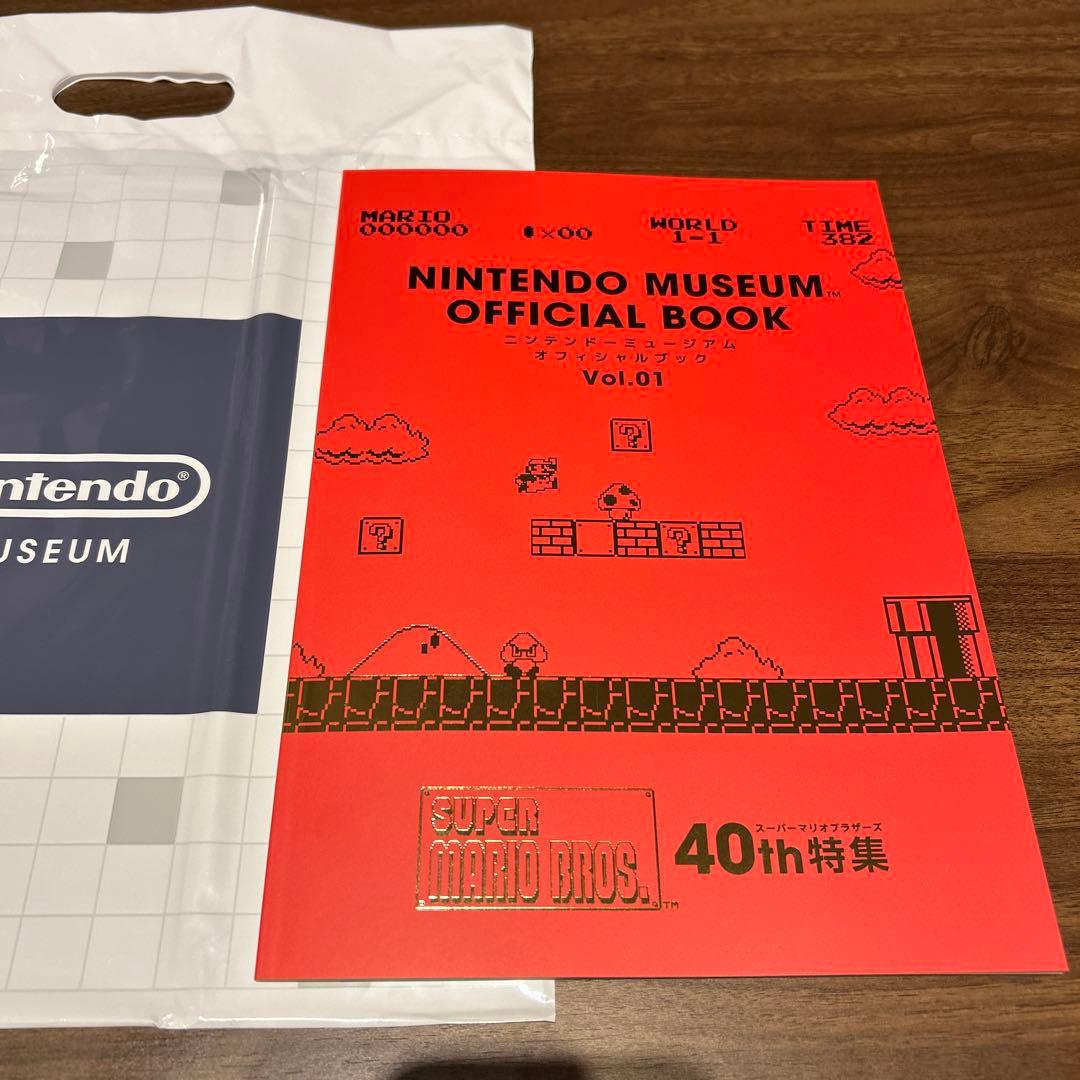 MARIO
000000
×00
WORLD
1-1
TIME
382
NINTENDO MUSEUM™
OFFICIAL BOOK
ニンテンドーミュージアム
オフィシャルブック
Vol.01
?
?
?
SUPER
MARIO BROS.™
スーパーマリオブラザーズ
40th特集
ntendo®
USEUM